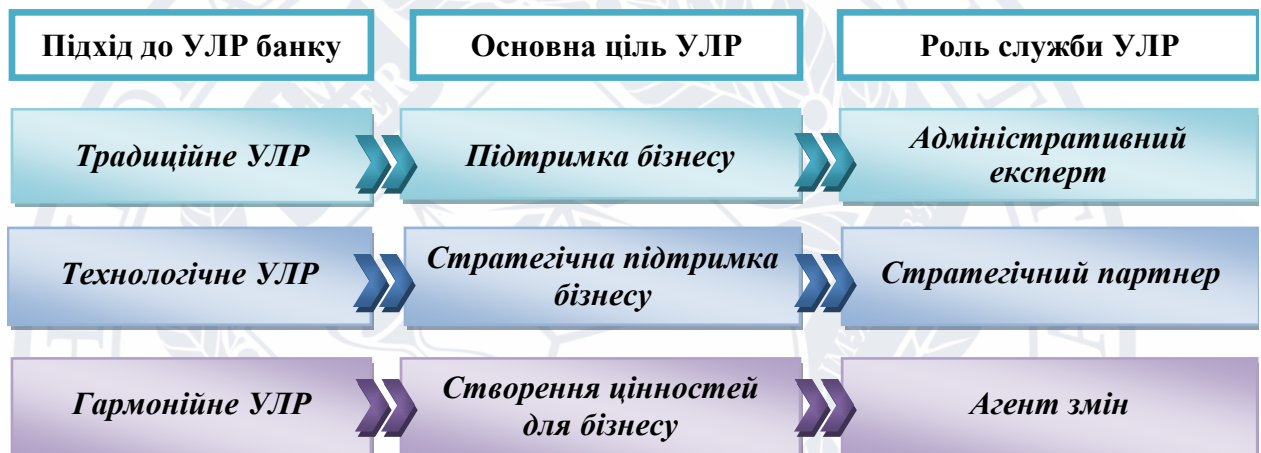 Підхід до УЛР банку
Основна ціль УЛР
Роль служби УЛР
Традиційне УЛР
Підтримка бізнесу
Адміністративний
експерт
Технологічне УЛР
Стратегічна підтримка
бізнесу
Стратегічний партнер
Гармонійне УЛР
Створення цінностей
для бізнесу
Агент змін